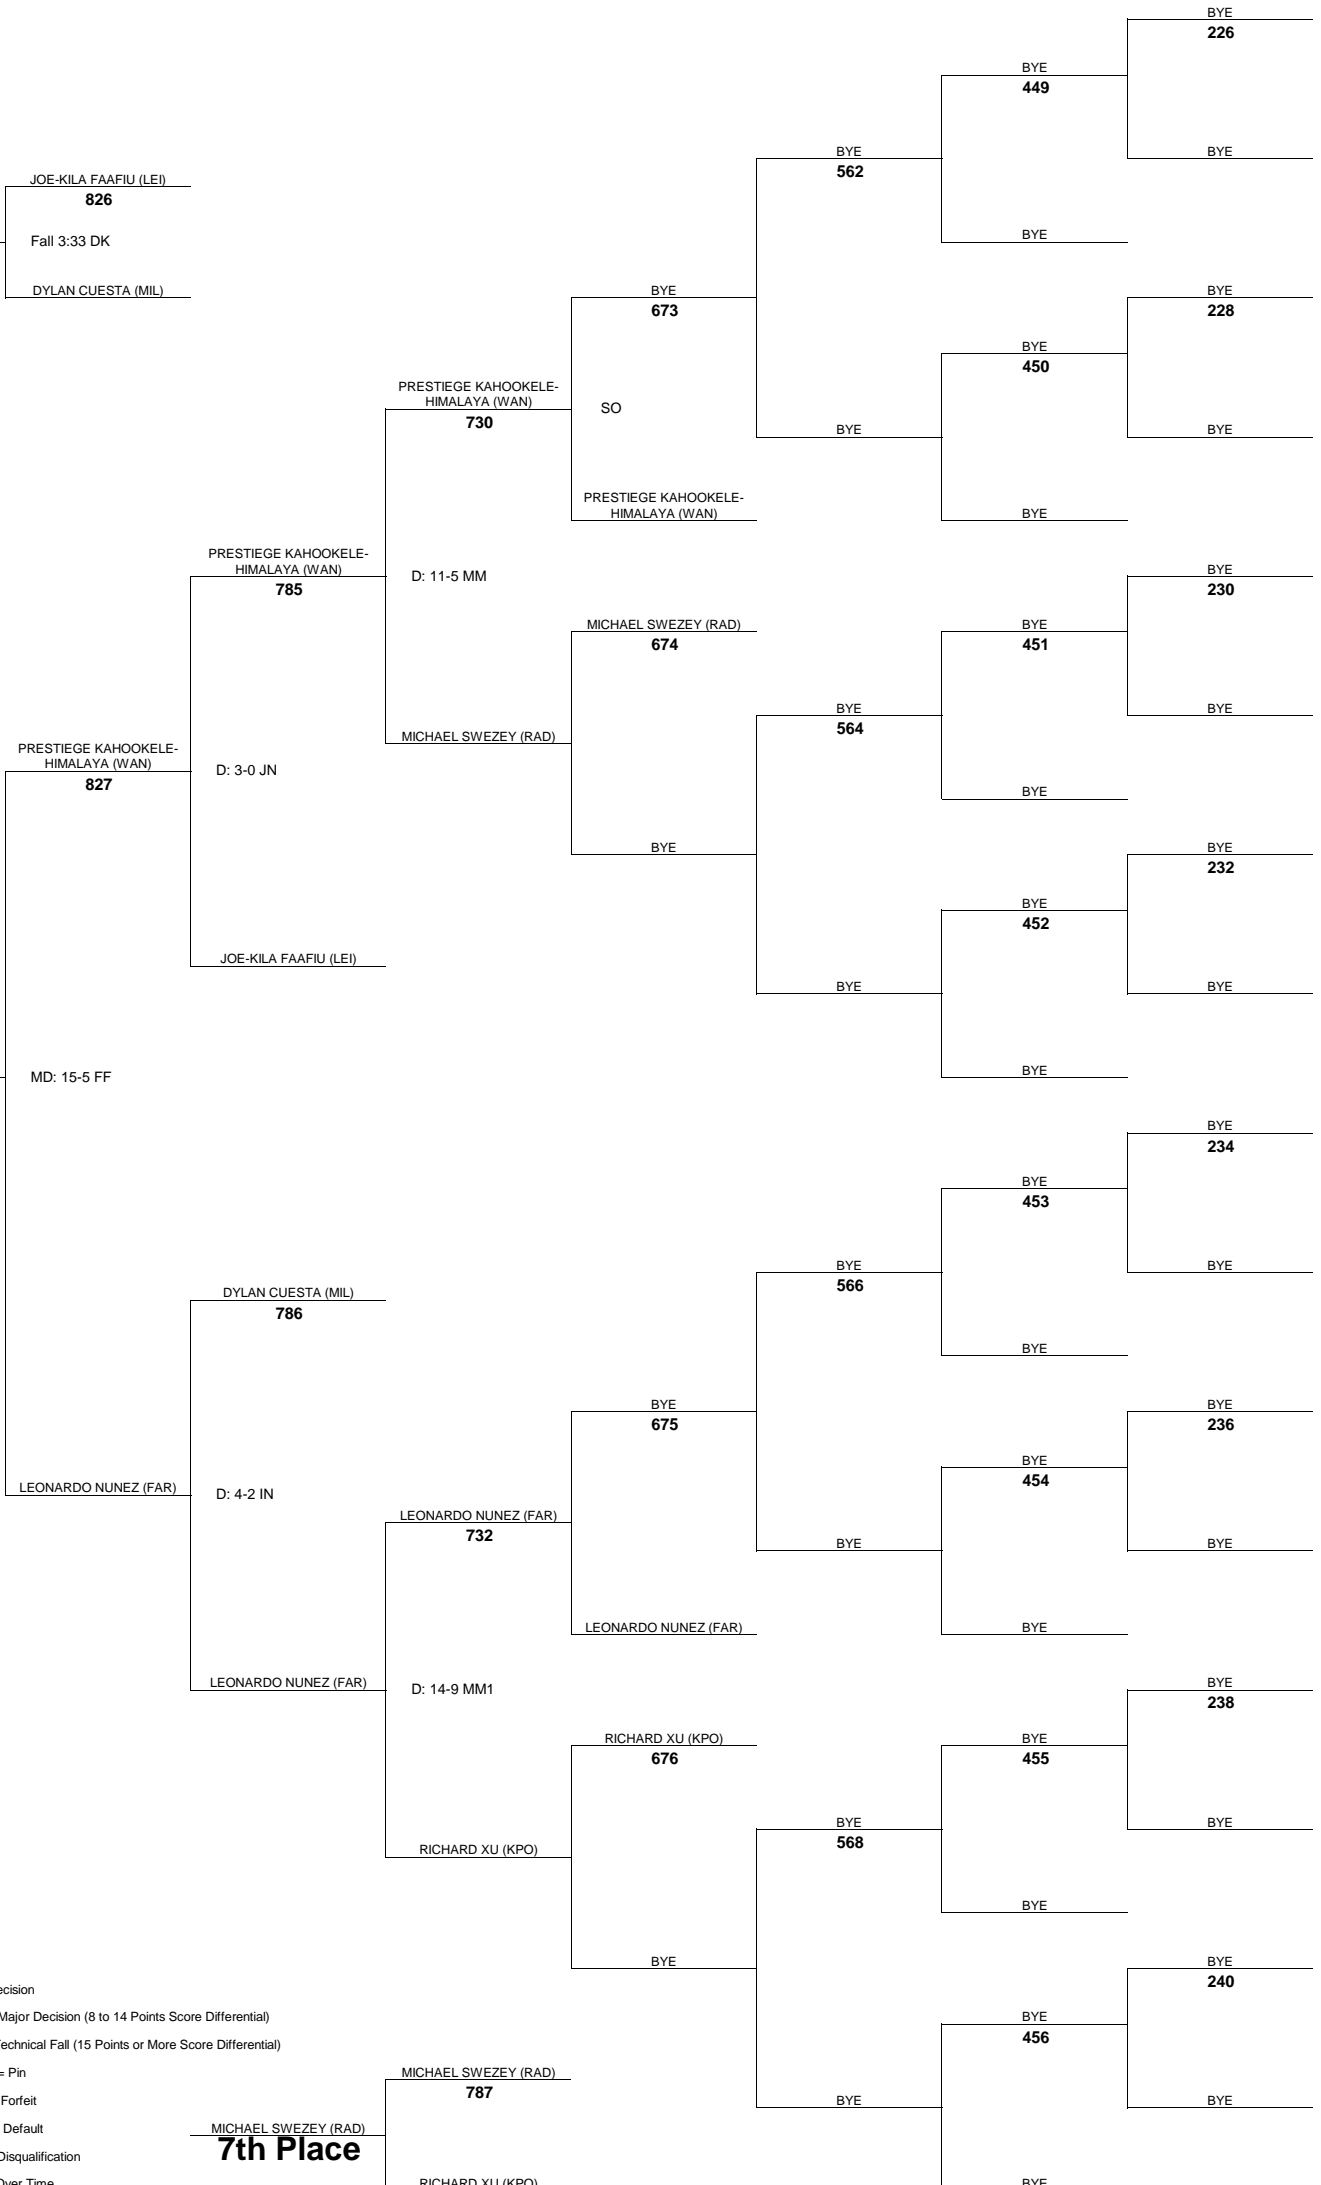 BYE
226
BYE
449
BYE
562
BYE
JOE-KILA FAAFIU (LEI)
826
BYE
Fall 3:33 DK
DYLAN CUESTA (MIL)
BYE
673
BYE
228
BYE
450
PRESTIEGE KAHOOKELE-
HIMALAYA (WAN)
730
SO
BYE
BYE
PRESTIEGE KAHOOKELE-
HIMALAYA (WAN)
BYE
PRESTIEGE KAHOOKELE-
HIMALAYA (WAN)
785
D: 11-5 MM
BYE
230
MICHAEL SWEZEY (RAD)
674
BYE
451
BYE
564
BYE
MICHAEL SWEZEY (RAD)
PRESTIEGE KAHOOKELE-
HIMALAYA (WAN)
827
D: 3-0 JN
BYE
BYE
BYE
232
BYE
452
JOE-KILA FAAFIU (LEI)
BYE
BYE
MD: 15-5 FF
BYE
BYE
234
BYE
453
BYE
566
BYE
DYLAN CUESTA (MIL)
786
BYE
BYE
675
BYE
236
BYE
454
LEONARDO NUNEZ (FAR)
D: 4-2 IN
LEONARDO NUNEZ (FAR)
732
BYE
BYE
LEONARDO NUNEZ (FAR)
BYE
LEONARDO NUNEZ (FAR)
D: 14-9 MM1
BYE
238
RICHARD XU (KPO)
676
BYE
455
BYE
568
BYE
RICHARD XU (KPO)
BYE
BYE
BYE
240
ecision
Major Decision (8 to 14 Points Score Differential)
BYE
456
echnical Fall (15 Points or More Score Differential)
= Pin
MICHAEL SWEZEY (RAD)
787
Forfeit
BYE
BYE
Default
MICHAEL SWEZEY (RAD)
7th Place
Disqualification
Over Time
RICHARD XU (KPO)
BYE